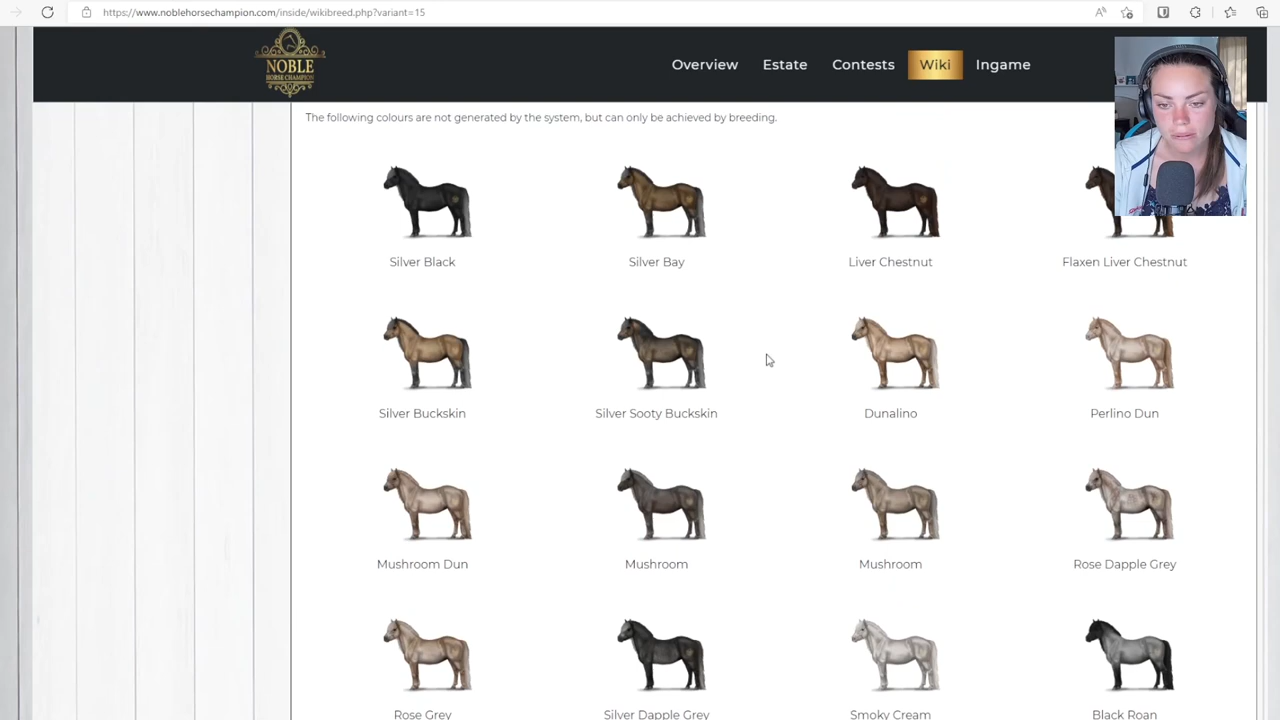 https://www.noblehorsechampion.com/inside/wikibreed.php?variant=15
NOBLE
HORSE CHAMPION
Overview Estate Contests Wiki Ingame
The following colours are not generated by the system, but can only be achieved by breeding.
Silver Black Silver Bay Liver Chestnut Flaxen Liver Chestnut
Silver Buckskin Silver Sooty Buckskin Dunalino Perlino Dun
Mushroom Dun Mushroom Mushroom Rose Dapple Grey
Rose Grey Silver Dapple Grey Smoky Cream Black Roan